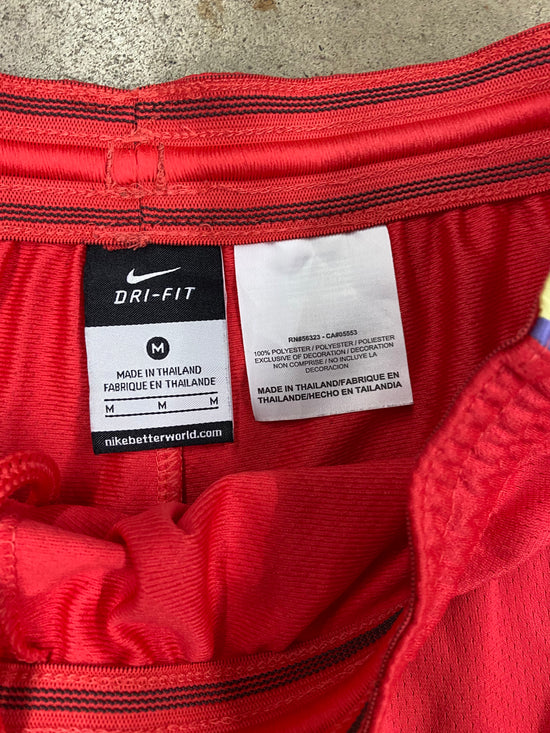 DRI-FIT
M
MADE IN THAILAND
FABRIQUE EN THAILANDE
M M M
nikebetterworld.com
RN#56323 - CA#05553
100% POLYESTER / POLYESTER / POLIESTER
EXCLUSIVE OF DECORATION / DECORATION
NON COMPRISE / NO INCLUYE LA
DECORACION
MADE IN THAILAND/FABRIQUE EN
THAILANDE/HECHO EN TAILANDIA